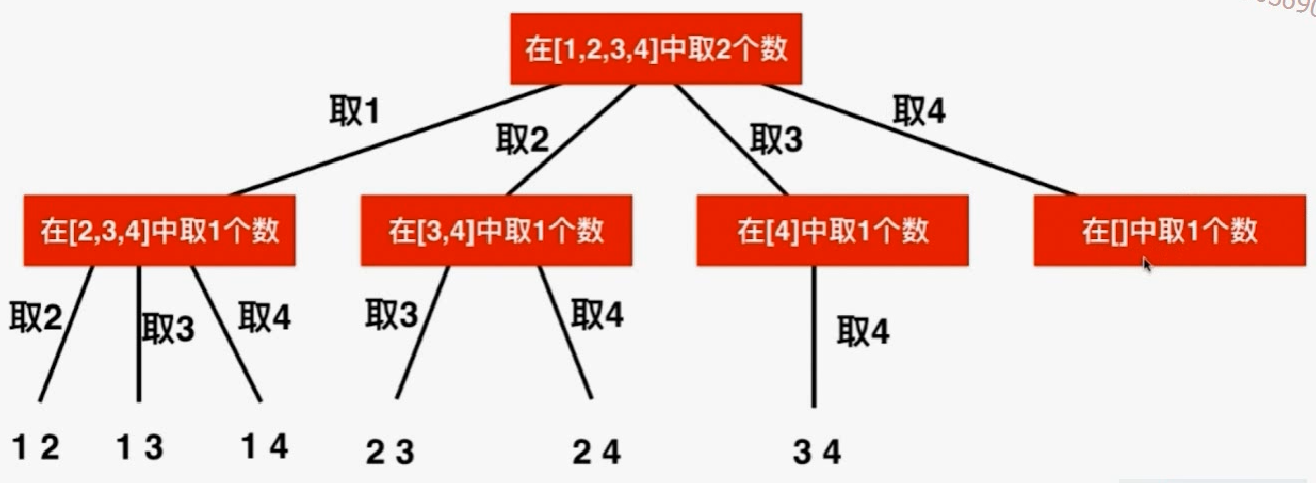 在[1,2,3,4]中取2个数
取1
取2
取3
取4
在[2,3,4]中取1个数
在[3,4]中取1个数
在[4]中取1个数
在[]中取1个数
取2
取3
取4
取3
取4
取4
1 2
1 3
1 4
2 3
2 4
3 4